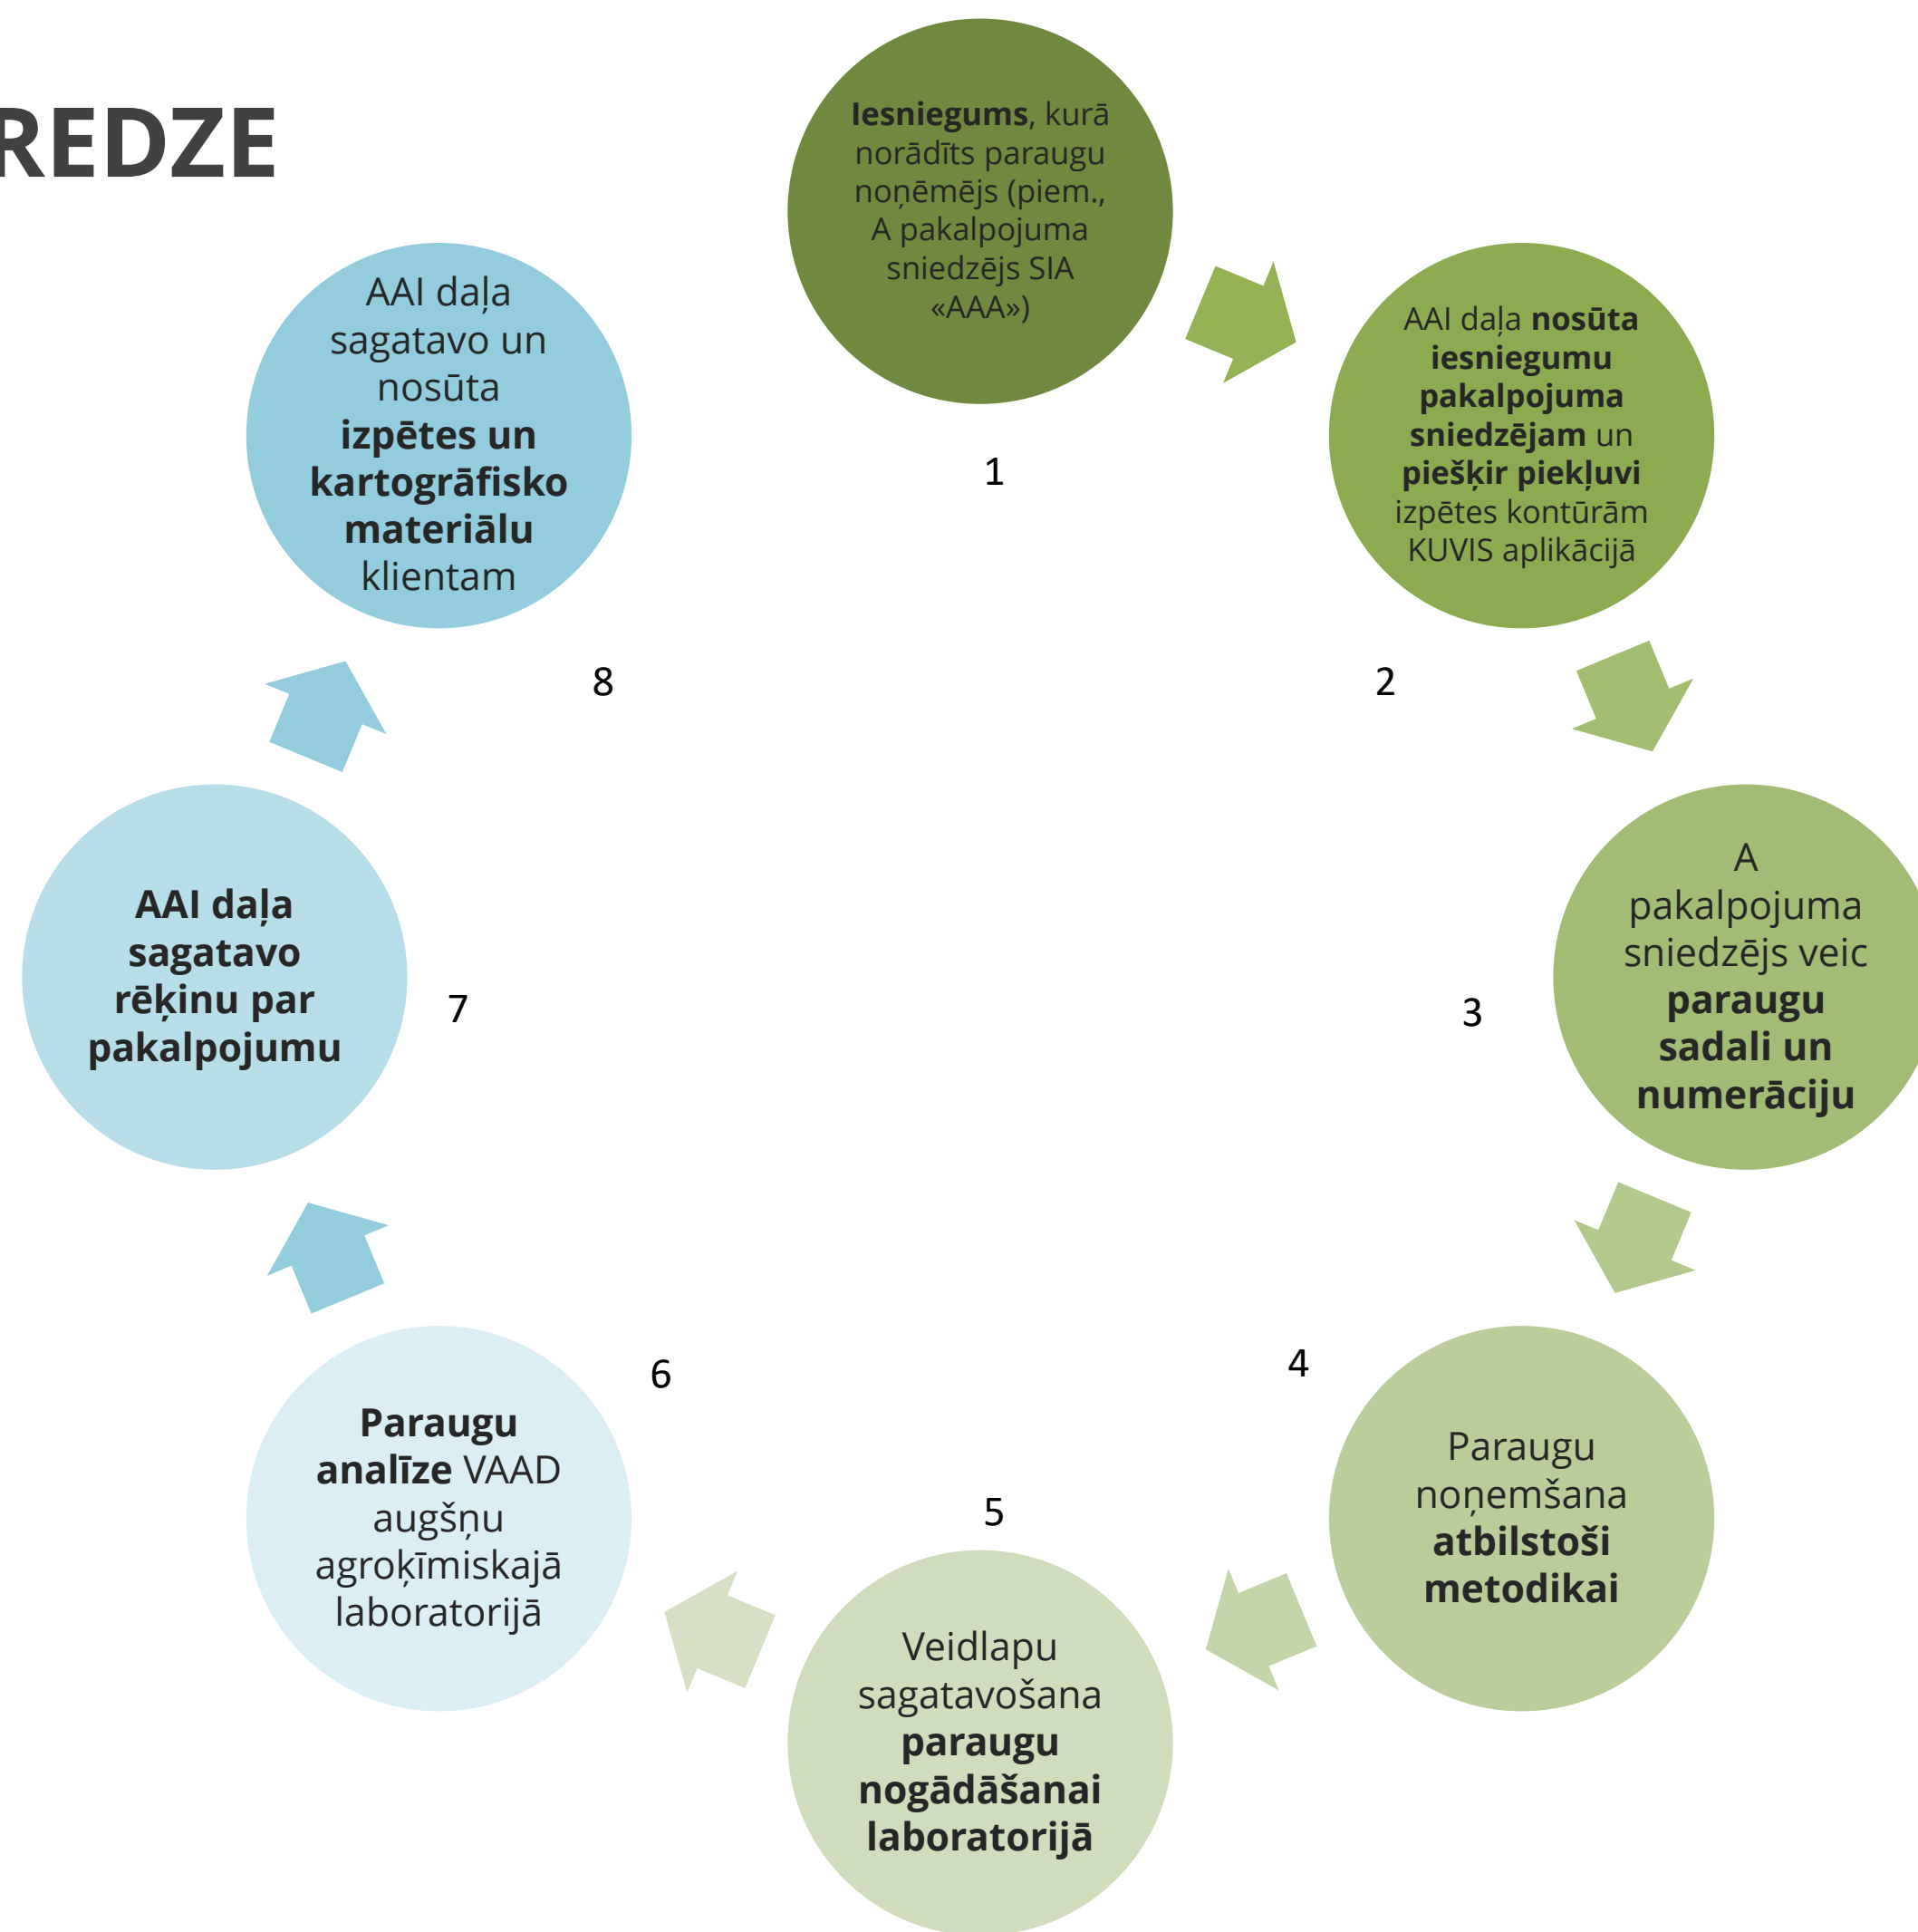 REDZE
Iesniegums, kurā
norādīts paraugu
noņēmējs (piem.,
A pakalpojuma
sniedzējs SIA
«AAA»)
1
AAI daļa nosūta
iesniegumu
pakalpojuma
sniedzējam un
piešķir piekļuvi
izpētes kontūrām
KUVIS aplikācijā
2
A
pakalpojuma
sniedzējs veic
paraugu
sadali un
numerāciju
3
Paraugu
noņemšana
atbilstoši
metodikai
4
Veidlapu
sagatavošana
paraugu
nogādāšanai
laboratorijā
5
Paraugu
analīze VAAD
augšņu
agroķīmiskajā
laboratorijā
6
AAI daļa
sagatavo
rēķinu par
pakalpojumu
7
AAI daļa
sagatavo un
nosūta
izpētes un
kartogrāfisko
materiālu
klientam
8